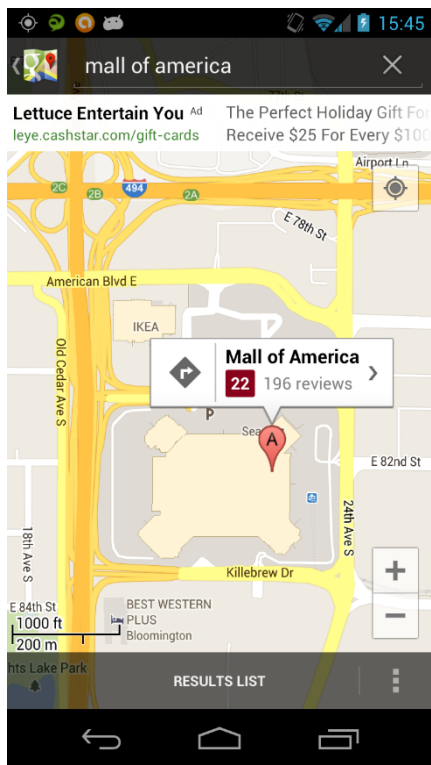 15:45
mall of america
77th St
Lettuce Entertain You Ad
The Perfect Holiday Gift For
leye.cashstar.com/gift-cards
Receive $25 For Every $100
Airport Ln
2C
2B
494
2A
E 78th St
American Blvd E
IKEA
Old Cedar Ave S
Mall of America
22 196 reviews
P
Sea
A
E 82nd St
24th Ave S
18th Ave S
Killebrew Dr
E 84th St
BEST WESTERN
PLUS
Bloomington
1000 ft
200 m
hts Lake Park
RESULTS LIST